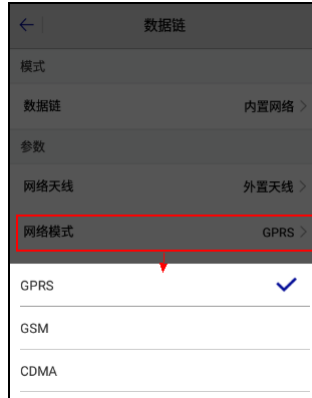 数据链
模式
数据链 内置网络
参数
网络天线 外置天线
网络模式 GPRS
GPRS
GSM
CDMA